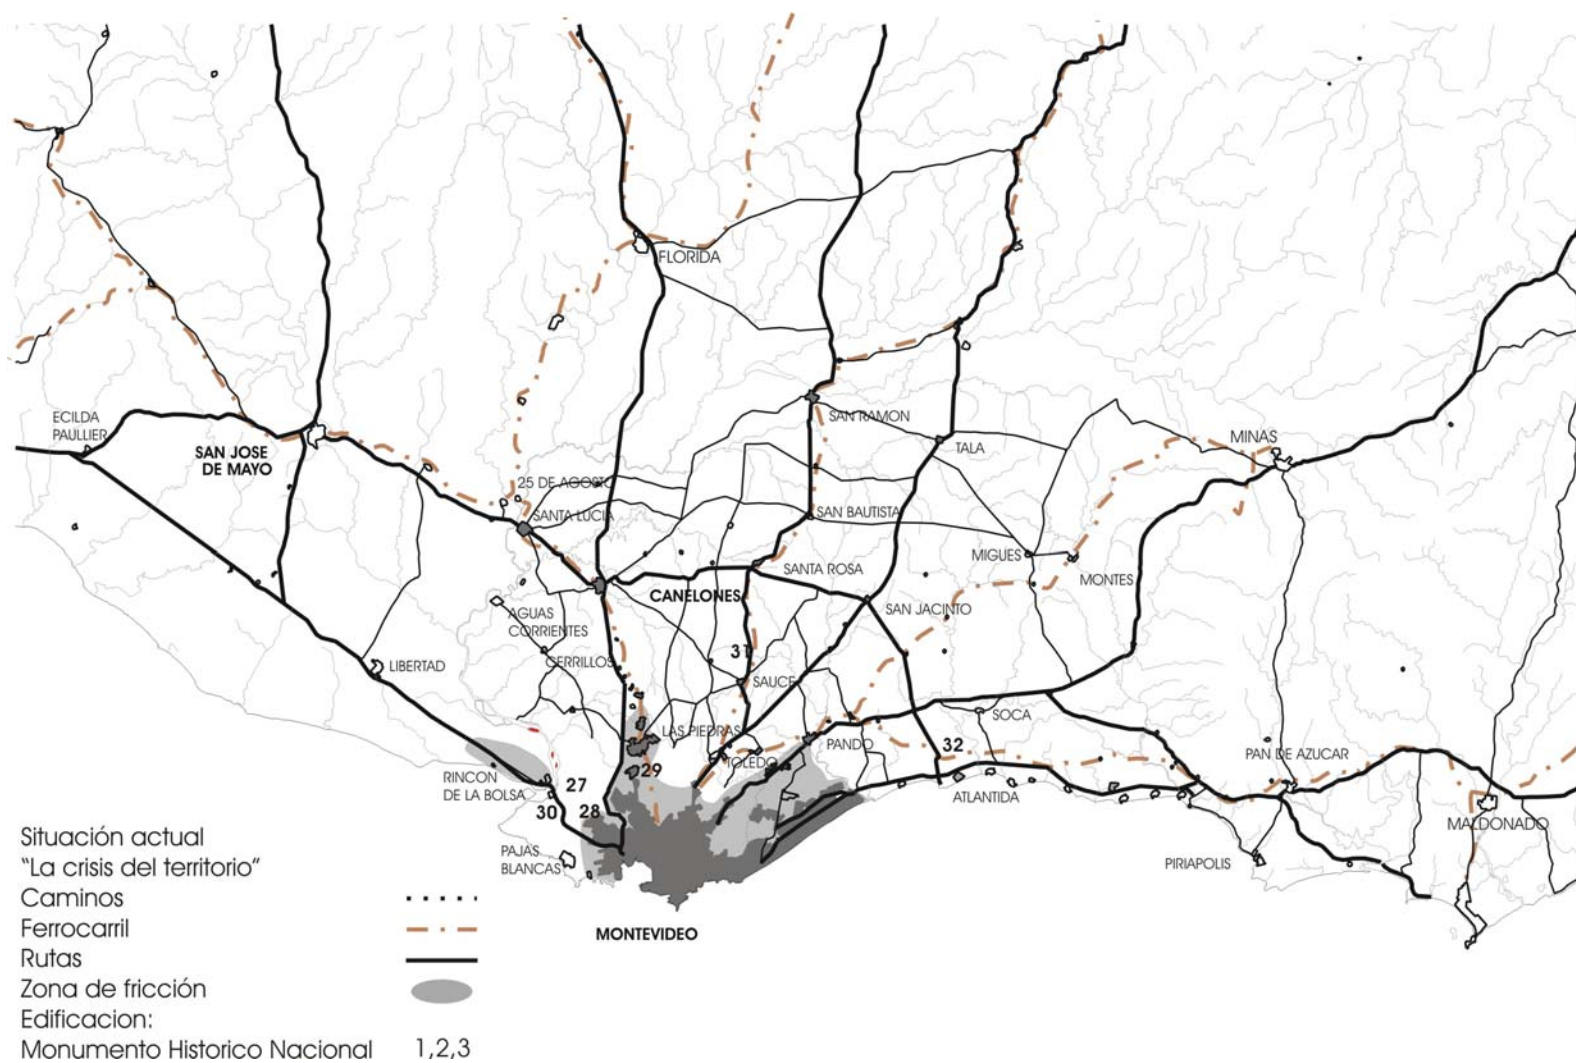 FLORIDA
ECILDA
PAULLIER
SAN JOSE
DE MAYO
SAN RAMON
TALA
MINAS
25 DE AGOSTO
SANTA LUCIA
SAN BAUTISTA
MIGUES
MONTES
SANTA ROSA
CANELONES
SAN JACINTO
AGUAS
CORRIENTES
CERRILLOS
LIBERTAD
31
SAUCE
SOCA
LAS PIEDRAS
PANDO
32
TOLEDO
PAN DE AZUCAR
29
RINCON
DE LA BOLSA
27
30
28
ATLANTIDA
MALDONADO
PAJAS
BLANCAS
PIRIAPOLIS
MONTEVIDEO
Situación actual
"La crisis del territorio"
Caminos
Ferrocarril
Rutas
Zona de fricción
Edificacion:
Monumento Historico Nacional 1,2,3